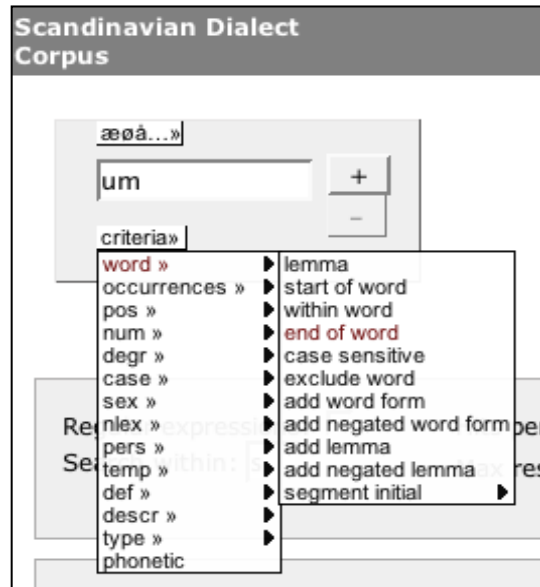 Scandinavian Dialect
Corpus
æøå...»
um
+
-
criteria»
word »
occurrences »
pos »
num »
degr »
case »
sex »
nlex »
pers »
temp »
def »
descr »
type »
phonetic
lemma
start of word
within word
end of word
case sensitive
exclude word
add word form
add negated word form
add lemma
add negated lemma
segment initial